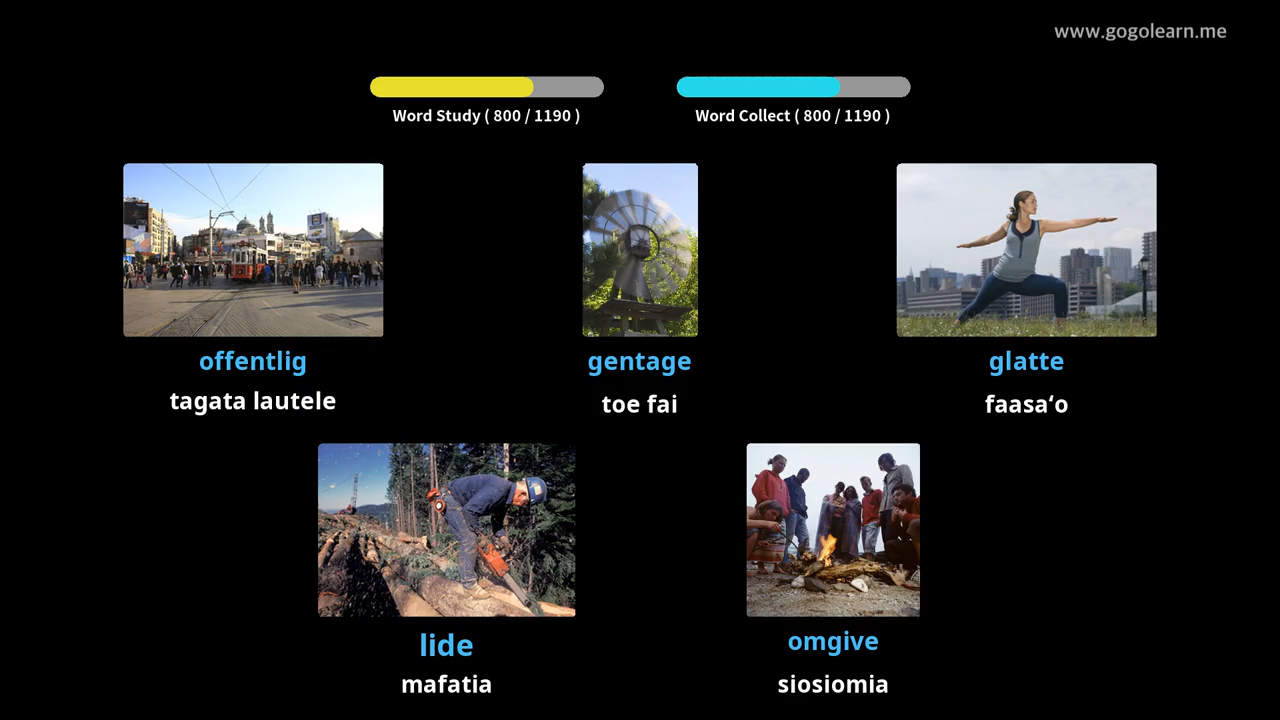 www.gogolearn.me
Word Study ( 800 / 1190 )
Word Collect ( 800 / 1190 )
offentlig
tagata lautele
gentage
toe fai
glatte
faasaʻo
lide
mafatia
omgive
siosiomia